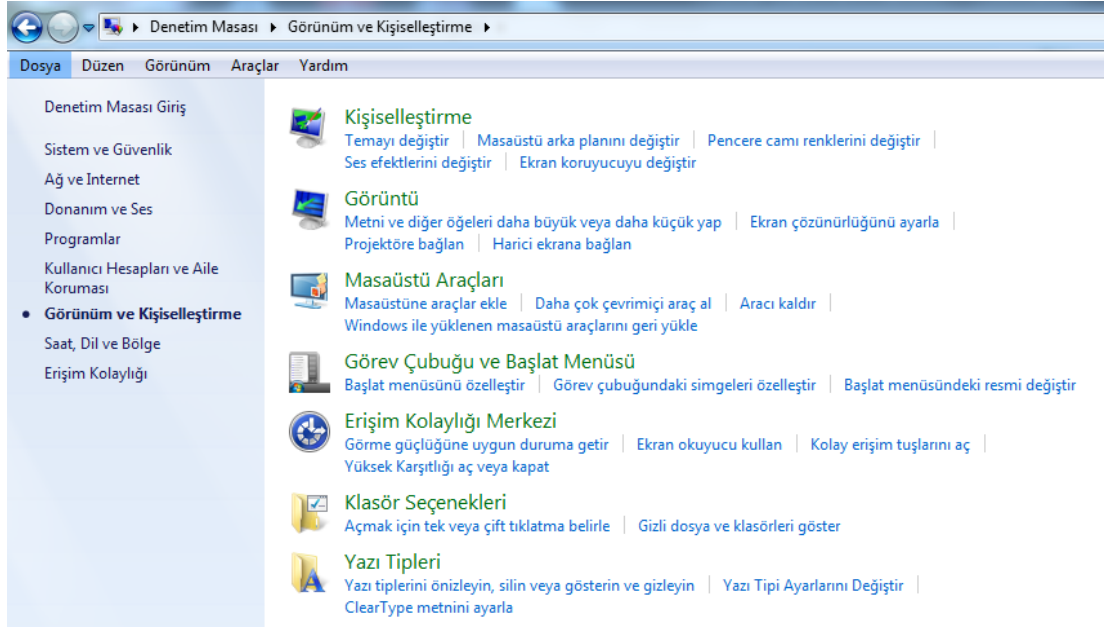 Denetim Masası Görünüm ve Kişiselleştirme
Dosya Düzen Görünüm Araçlar Yardım
Denetim Masası Giriş
Sistem ve Güvenlik
Ağ ve Internet
Donanım ve Ses
Programlar
Kullanıcı Hesapları ve Aile
Koruması
Görünüm ve Kişiselleştirme
Saat, Dil ve Bölge
Erişim Kolaylığı
Kişiselleştirme
Temayı değiştir Masaüstü arka planını değiştir Pencere camı renklerini değiştir
Ses efektlerini değiştir Ekran koruyucuyu değiştir
Görüntü
Metni ve diğer öğeleri daha büyük veya daha küçük yap Ekran çözünürlüğünü ayarla
Projektöre bağlan Harici ekrana bağlan
Masaüstü Araçları
Masaüstüne araçlar ekle Daha çok çevrimiçi araç al Aracı kaldır
Windows ile yüklenen masaüstü araçlarını geri yükle
Görev Çubuğu ve Başlat Menüsü
Başlat menüsünü özelleştir Görev çubuğundaki simgeleri özelleştir Başlat menüsündeki resmi değiştir
Erişim Kolaylığı Merkezi
Görme güçlüğüne uygun duruma getir Ekran okuyucu kullan Kolay erişim tuşlarını aç
Yüksek Karşıtlığı aç veya kapat
Klasör Seçenekleri
Açmak için tek veya çift tıklatma belirle Gizli dosya ve klasörleri göster
Yazı Tipleri
Yazı tiplerini önizleyin, silin veya gösterin ve gizleyin Yazı Tipi Ayarlarını Değiştir
ClearType metnini ayarla